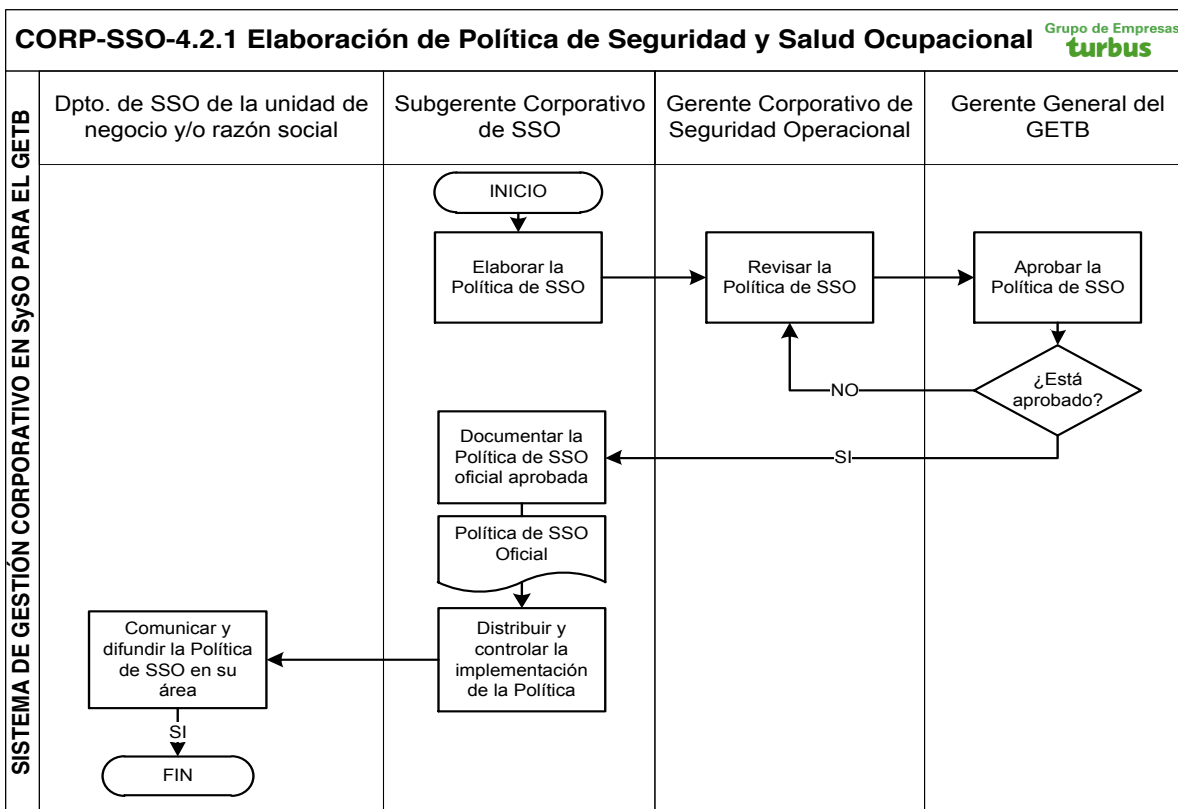 CORP-SSO-4.2.1 Elaboración de Política de Seguridad y Salud Ocupacional
Grupo de Empresas
turbus
SISTEMA DE GESTIÓN CORPORATIVO EN SySO PARA EL GETB
Dpto. de SSO de la unidad de
negocio y/o razón social
Subgerente Corporativo
de SSO
Gerente Corporativo de
Seguridad Operacional
Gerente General del
GETB
INICIO
Elaborar la
Política de SSO
Revisar la
Política de SSO
Aprobar la
Política de SSO
¿Está
aprobado?
NO
SI
Documentar la
Política de SSO
oficial aprobada
Política de SSO
Oficial
Distribuir y
controlar la
implementación
de la Política
Comunicar y
difundir la Política
de SSO en su
área
SI
FIN